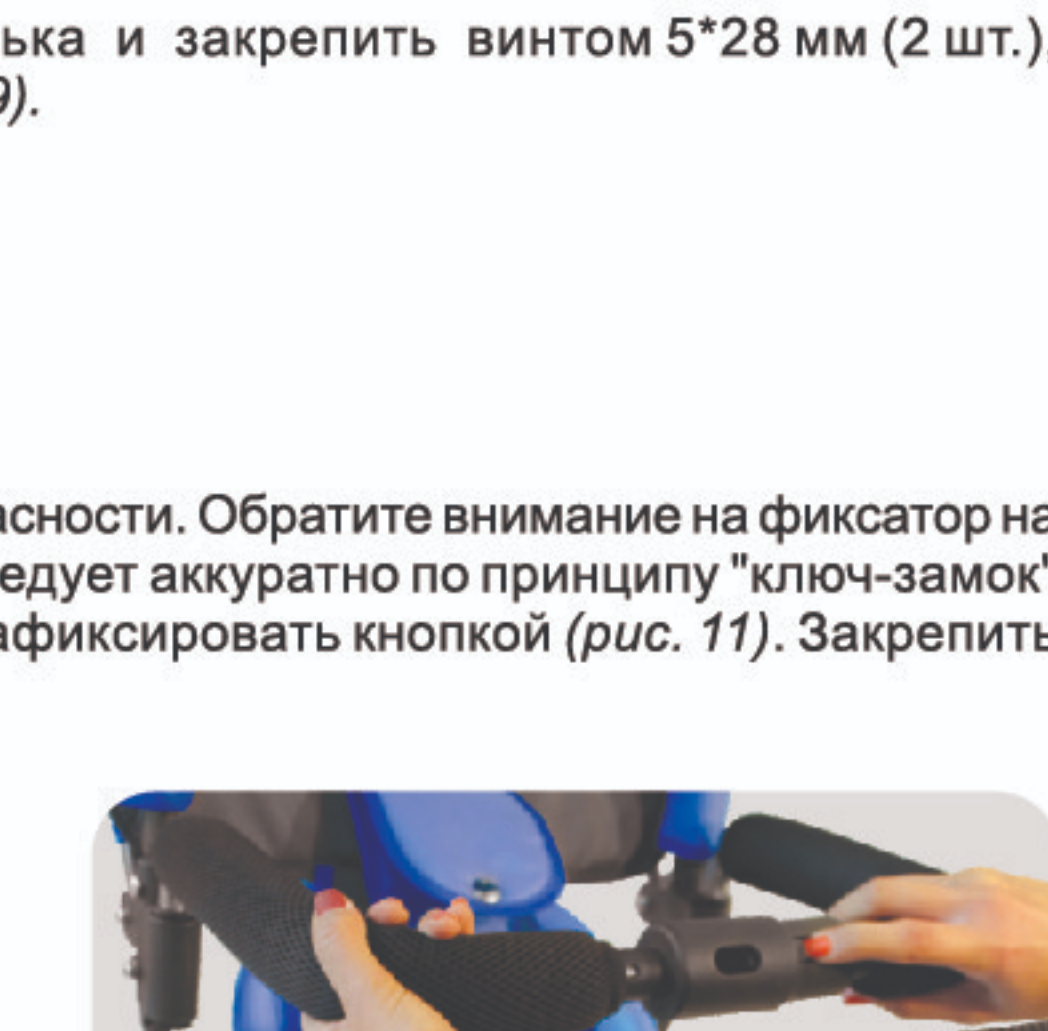 ька и закрепить винтом 5*28 мм (2 шт.),
9).
асности. Обратите внимание на фиксатор на
едует аккуратно по принципу "ключ-замок"
афиксировать кнопкой (рис. 11). Закрепить